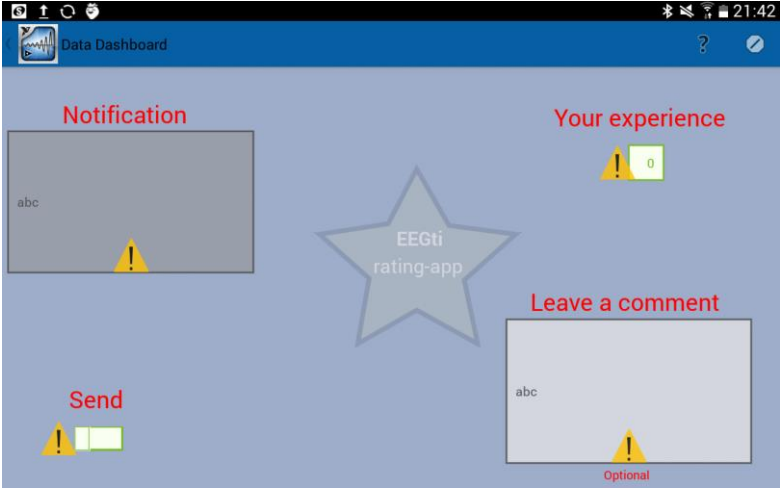 21:42
Data Dashboard
?
Notification
abc
EEGti
rating-app
Your experience
0
Leave a comment
abc
Optional
Send